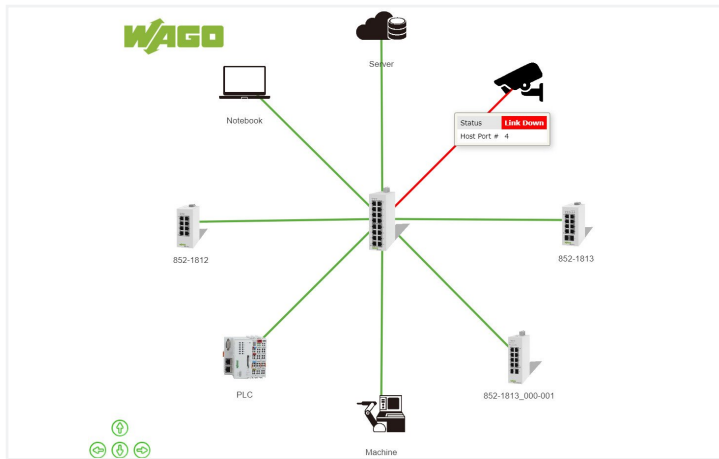 WAGO
Server
Notebook
Status Link Down
Host Port # 4
852-1812
852-1813
PLC
852-1813_000-001
Machine